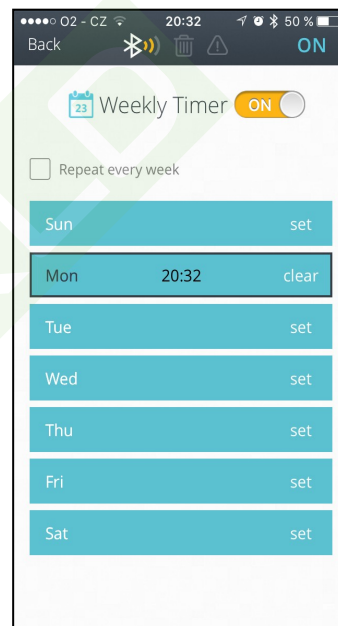 O2 - CZ 20:32 50 %
Back ON
23 Weekly Timer ON
Repeat every week
Sun set
Mon 20:32 clear
Tue set
Wed set
Thu set
Fri set
Sat set